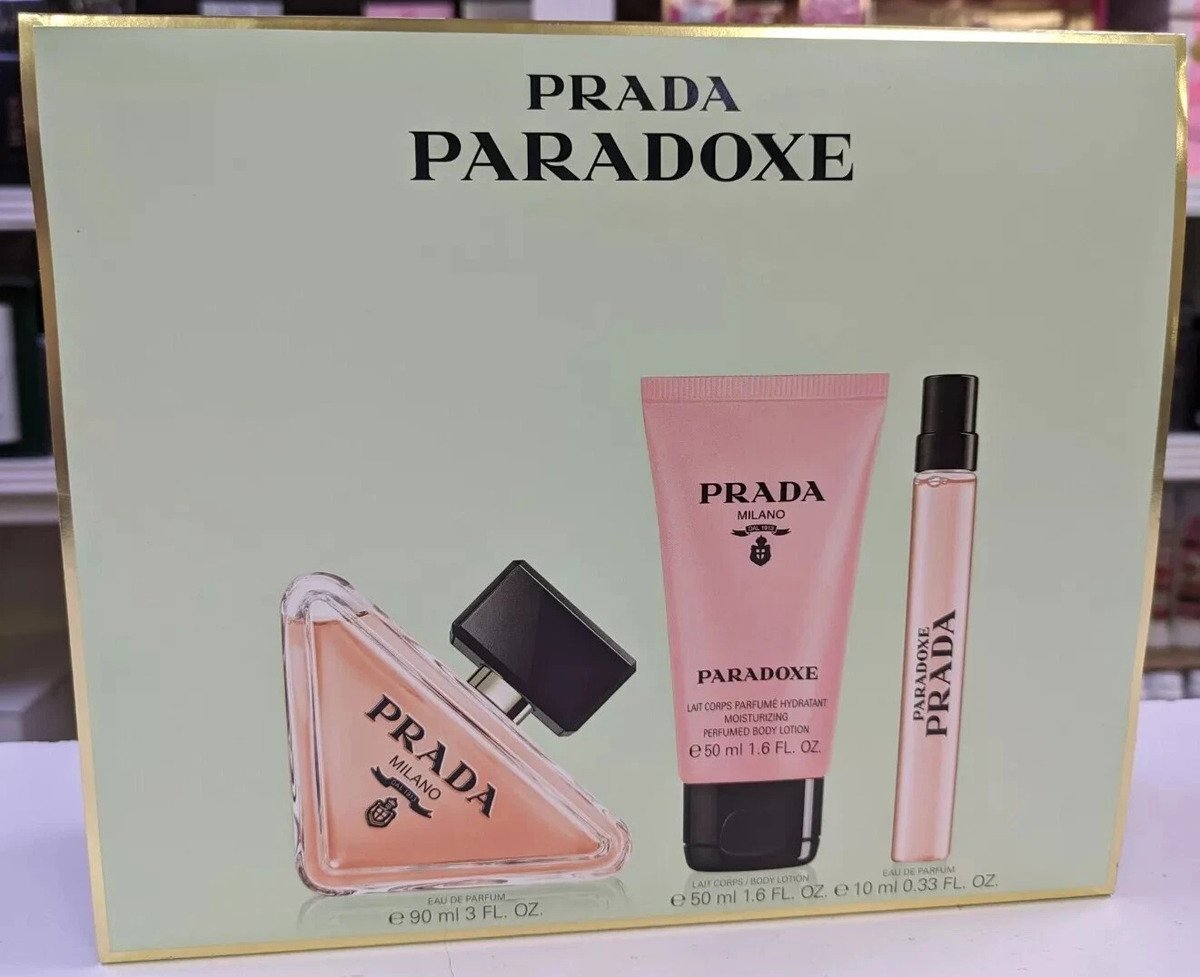 PRADA
PARADOXE
PRADA
MILANO
DAL 1913
PARADOXE
LAIT CORPS PARFUMÉ HYDRATANT
MOISTURIZING
PERFUMED BODY LOTION
℮ 50 ml 1.6 FL. OZ.
PARADOXE
PRADA
PRADA
MILANO
DAL 1913
EAU DE PARFUM
℮ 90 ml 3 FL. OZ.
LAIT CORPS / BODY LOTION
℮ 50 ml 1.6 FL. OZ.
EAU DE PARFUM
℮ 10 ml 0.33 FL. OZ.